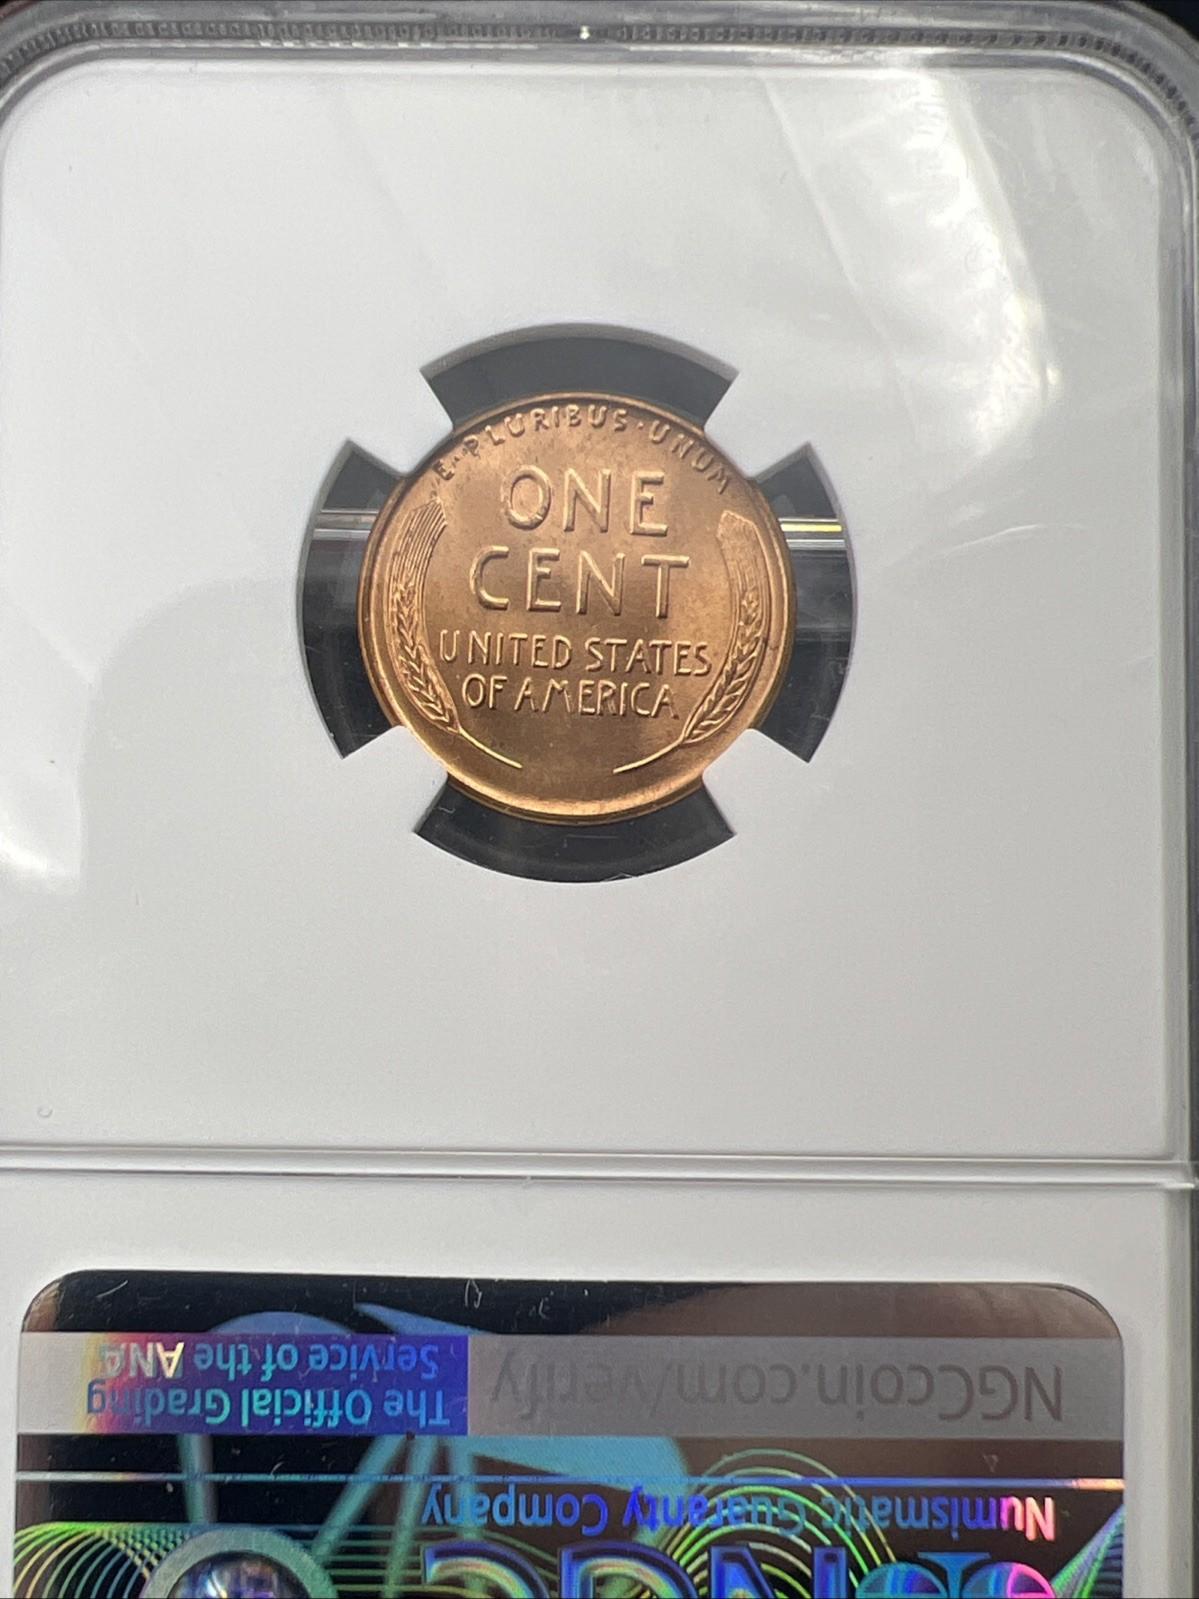 E · PLURIBUS · UNUM
ONE
CENT
UNITED STATES
OF AMERICA
NGC
Numismatic Guaranty Company
NGCcoin.com/verify
The Official Grading
Service of the ANA